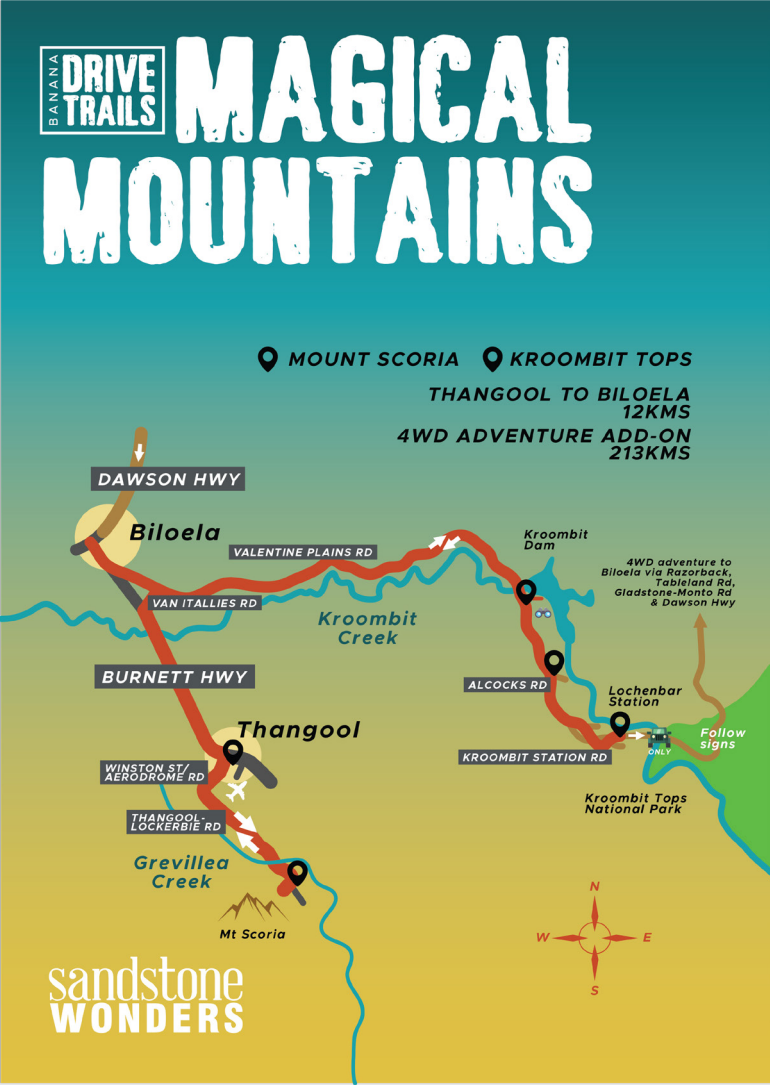 BANANA
DRIVE
TRAILS
MAGICAL
MOUNTAINS
MOUNT SCORIA
KROOMBIT TOPS
THANGOOL TO BILOELA
12KMS
4WD ADVENTURE ADD-ON
213KMS
DAWSON HWY
Biloela
VALENTINE PLAINS RD
Kroombit
Dam
4WD adventure to
Biloela via Razorback,
Tableland Rd,
Gladstone-Monto Rd
& Dawson Hwy
VAN ITALLIES RD
Kroombit
Creek
BURNETT HWY
ALCOCKS RD
Lochenbar
Station
Thangool
KROOMBIT STATION RD
ONLY
Follow
signs
WINSTON ST/
AERODROME RD
Kroombit Tops
National Park
THANGOOL-
LOCKERBIE RD
Grevillea
Creek
Mt Scoria
N
W
E
S
sandstone
WONDERS